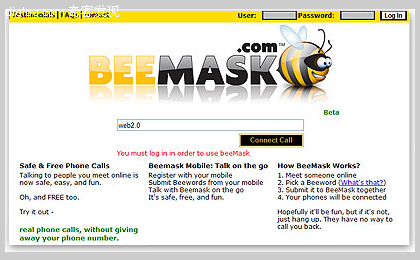 Testimonials | FAQ | Contact
User: Password: Log In
BEEMASK.com™
Beta
web2.0
Connect Call
You must log in in order to use beeMask
Safe & Free Phone Calls
Talking to people you meet online is
now safe, easy, and fun.
Oh, and FREE too.
Try it out -
real phone calls, without giving
away your phone number.
Beemask Mobile: Talk on the go
Register with your mobile
Submit Beewords from your mobile
Talk with Beemask on the go
It's safe, free, and fun.
How BeeMask Works?
1. Meet someone online
2. Pick a Beeword (What's that?)
3. Submit it to BeeMask together
4. Your phones will be connected
Hopefully it'll be fun, but if it's not,
just hang up. They have no way to
call you back.